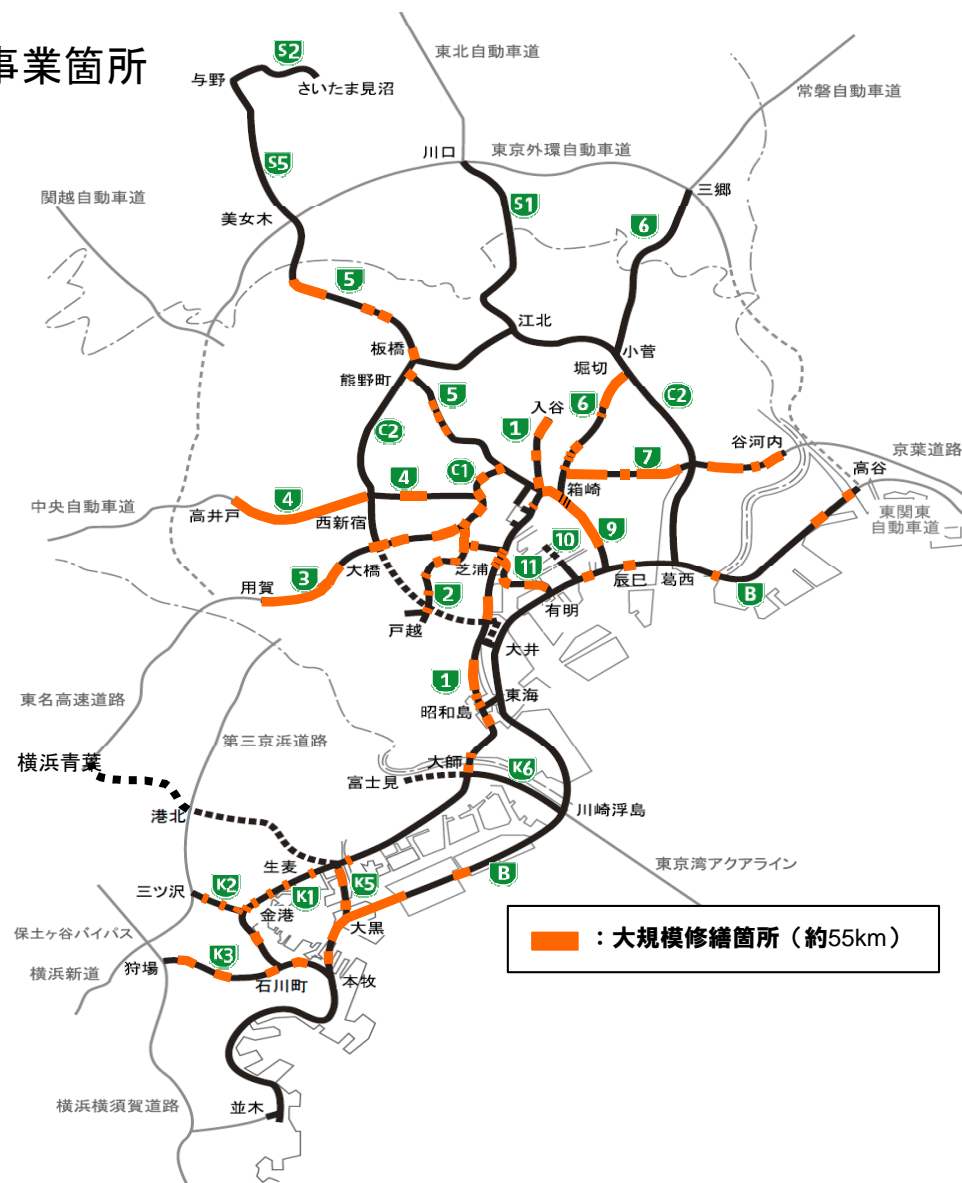 事業箇所
S2
東北自動車道
与野
さいたま見沼
常磐自動車道
川口
東京外環自動車道
S5
三郷
関越自動車道
S1
美女木
6
5
江北
板橋
小菅
堀切
熊野町
5
6
C2
入谷
1
C2
谷河内
京葉道路
C1
7
高谷
4
箱崎
中央自動車道
4
高井戸
西新宿
東関東
自動車道
9
10
大橋
芝浦
11
3
用賀
2
辰巳
葛西
B
有明
戸越
大井
1
東海
東名高速道路
昭和島
第三京浜道路
横浜青葉
大師
K6
富士見
港北
川崎浮島
東京湾アクアライン
生麦
B
三ツ沢
K2
K1
K5
金港
大黒
保土ヶ谷バイパス
:大規模修繕箇所(約55km)
K3
狩場
横浜新道
石川町
本牧
横浜横須賀道路
並木